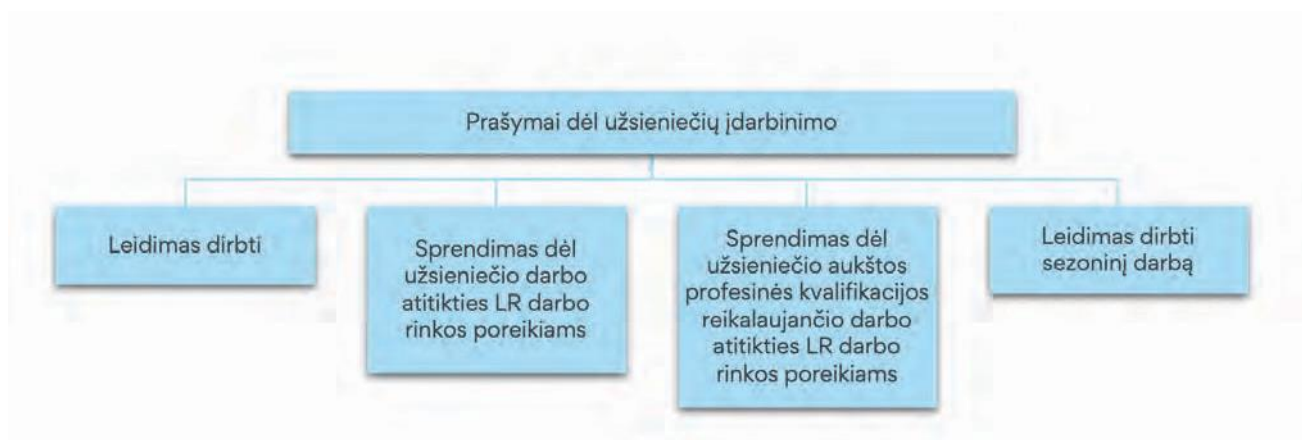 Prašymai dėl užsieniečių įdarbinimo
Leidimas dirbti
Sprendimas dėl
užsieniečio darbo
atitikties LR darbo
rinkos poreikiams
Sprendimas dėl
užsieniečio aukštos
profesinės kvalifikacijos
reikalaujančio darbo
atitikties LR darbo
rinkos poreikiams
Leidimas dirbti
sezoninį darbą